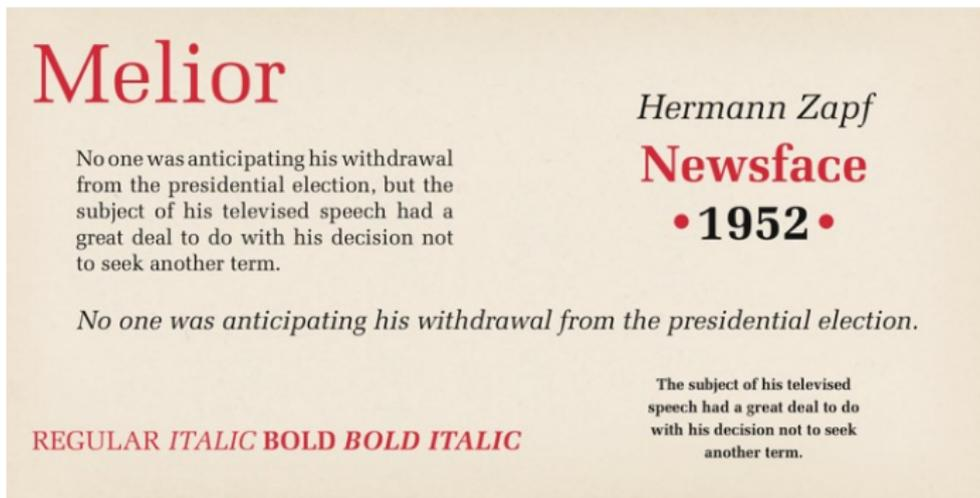 Melior
Hermann Zapf
Newsface
•1952•
No one was anticipating his withdrawal
from the presidential election, but the
subject of his televised speech had a
great deal to do with his decision not
to seek another term.
No one was anticipating his withdrawal from the presidential election.
The subject of his televised
speech had a great deal to do
with his decision not to seek
another term.
REGULAR ITALIC BOLD BOLD ITALIC